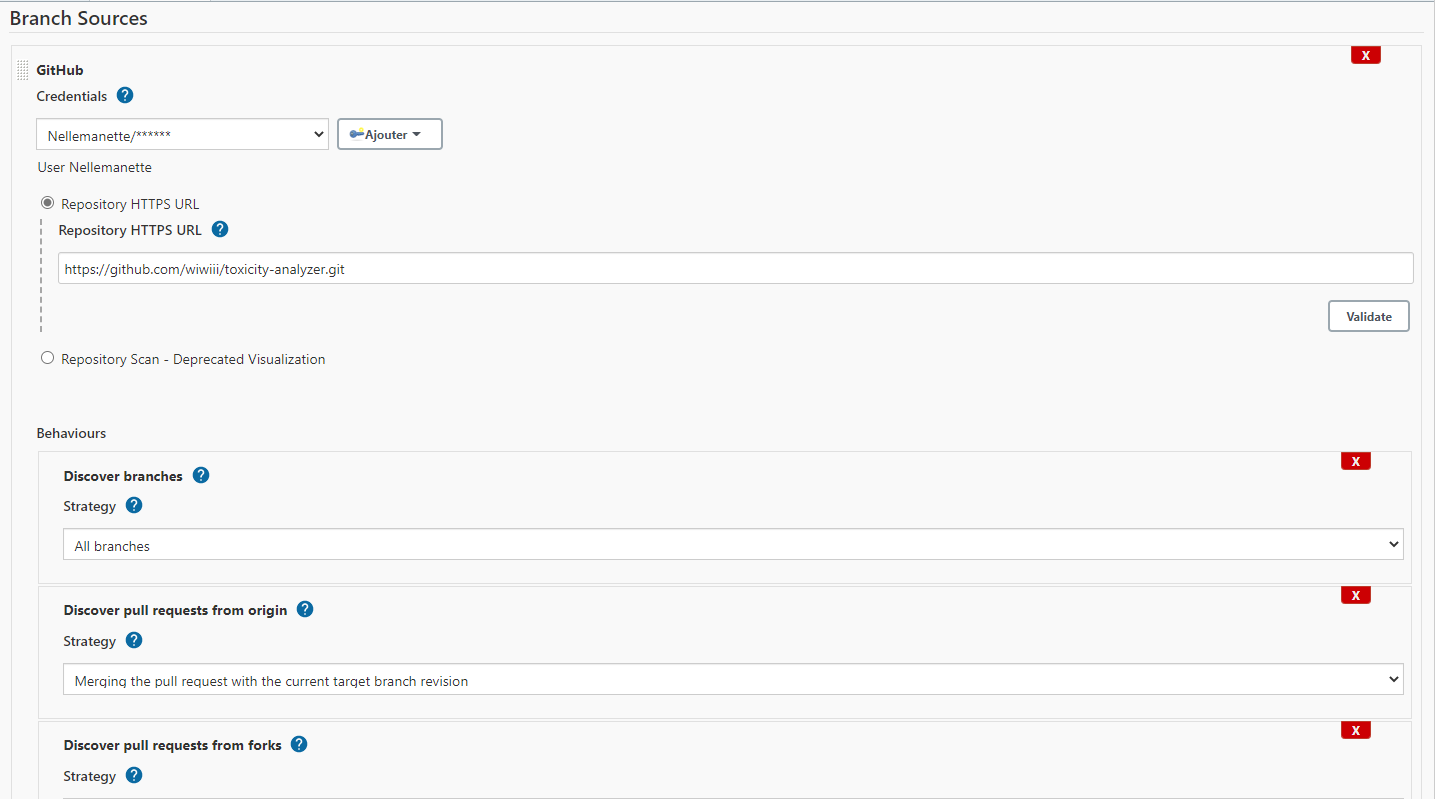 Branch Sources
X
GitHub
Credentials ?
Nellemanette/******
Ajouter
User Nellemanette
Repository HTTPS URL
Repository HTTPS URL ?
https://github.com/wiwiii/toxicity-analyzer.git
Validate
Repository Scan - Deprecated Visualization
Behaviours
X
Discover branches ?
Strategy ?
All branches
X
Discover pull requests from origin ?
Strategy ?
Merging the pull request with the current target branch revision
X
Discover pull requests from forks ?
Strategy ?